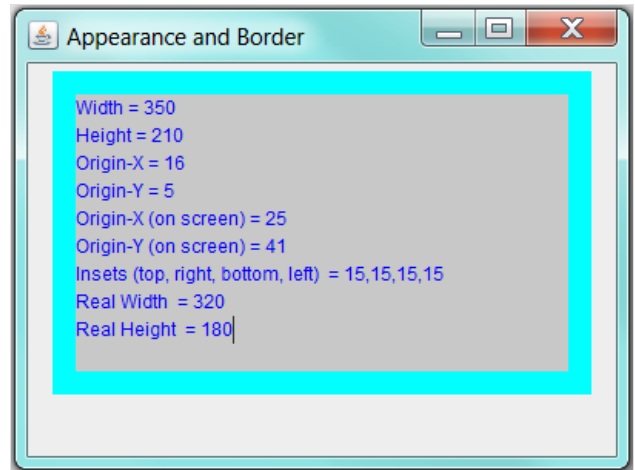 Appearance and Border
Width = 350
Height = 210
Origin-X = 16
Origin-Y = 5
Origin-X (on screen) = 25
Origin-Y (on screen) = 41
Insets (top, right, bottom, left)  = 15,15,15,15
Real Width  = 320
Real Height  = 180